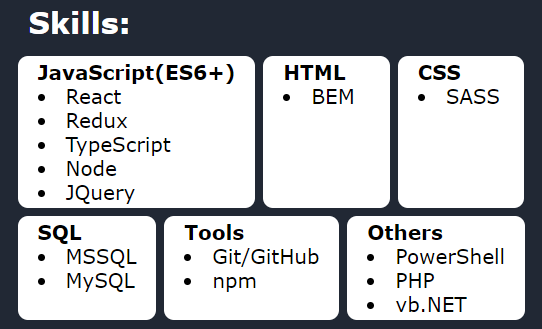 Skills:
JavaScript(ES6+)
• React
• Redux
• TypeScript
• Node
• JQuery
HTML
• BEM
CSS
• SASS
SQL
• MSSQL
• MySQL
Tools
• Git/GitHub
• npm
Others
• PowerShell
• PHP
• vb.NET